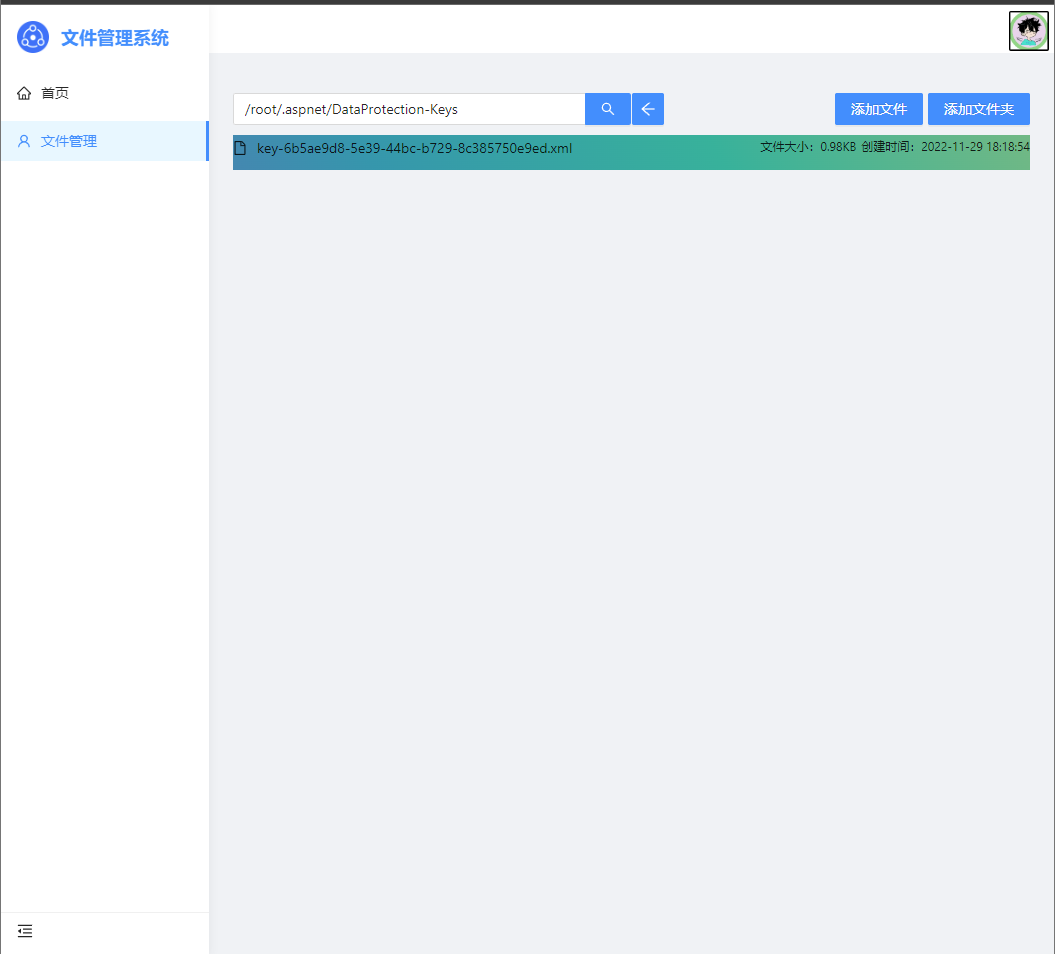 文件管理系统
首页
文件管理
/root/.aspnet/DataProtection-Keys
添加文件 添加文件夹
key-6b5ae9d8-5e39-44bc-b729-8c385750e9ed.xml 文件大小：0.98KB 创建时间：2022-11-29 18:18:54